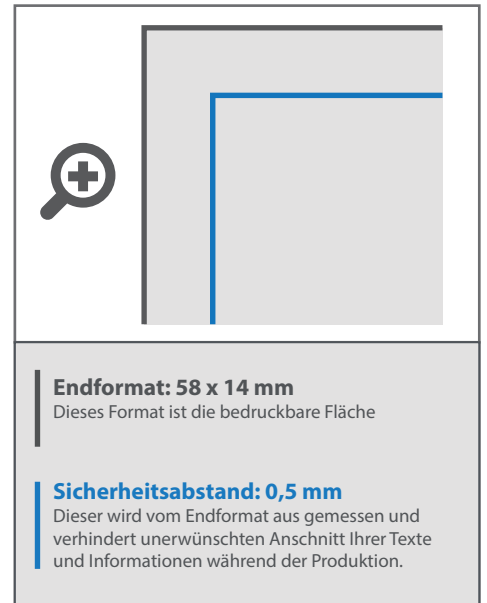 Endformat: 58 x 14 mm
Dieses Format ist die bedruckbare Fläche
Sicherheitsabstand: 0,5 mm
Dieser wird vom Endformat aus gemessen und
verhindert unerwünschten Anschnitt Ihrer Texte
und Informationen während der Produktion.